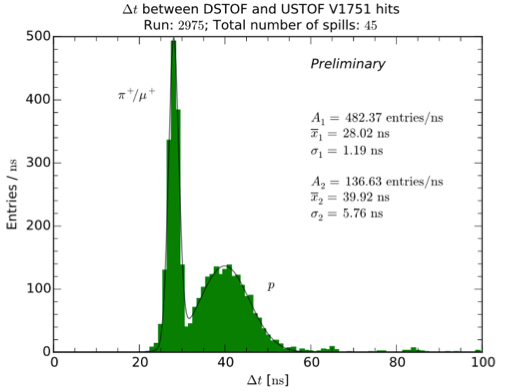 Δt between DSTOF and USTOF V1751 hits
Run: 2975; Total number of spills: 45
500
400
300
200
100
0
Entries / ns
π⁺/μ⁺
Preliminary
A₁ = 482.37 entries/ns
x̅₁ = 28.02 ns
σ₁ = 1.19 ns
A₂ = 136.63 entries/ns
x̅₂ = 39.92 ns
σ₂ = 5.76 ns
p
0 20 40 60 80 100
Δt [ns]